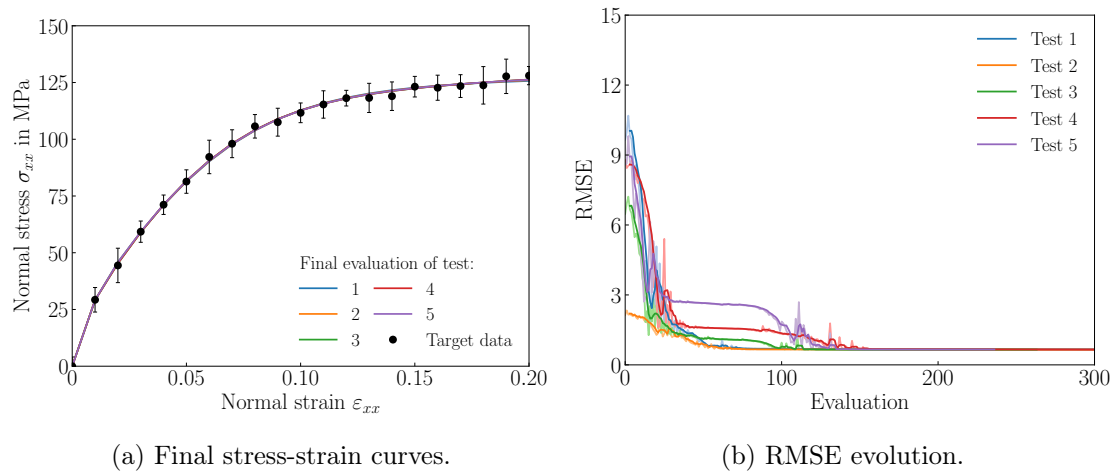 150
125
100
75
50
25
0
Normal stress σxx in MPa
Final evaluation of test:
1 4
2 5
3 Target data
0 0.05 0.10 0.15 0.20
Normal strain εxx
(a) Final stress-strain curves.
15
12
9
6
3
0
RMSE
Test 1
Test 2
Test 3
Test 4
Test 5
0 100 200 300
Evaluation
(b) RMSE evolution.